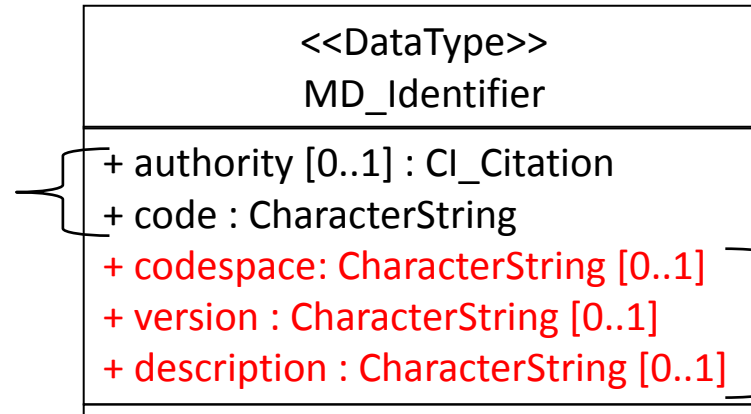 <<DataType>>
MD_Identifier
+ authority [0..1] : CI_Citation
+ code : CharacterString
+ codespace: CharacterString [0..1]
+ version : CharacterString [0..1]
+ description : CharacterString [0..1]